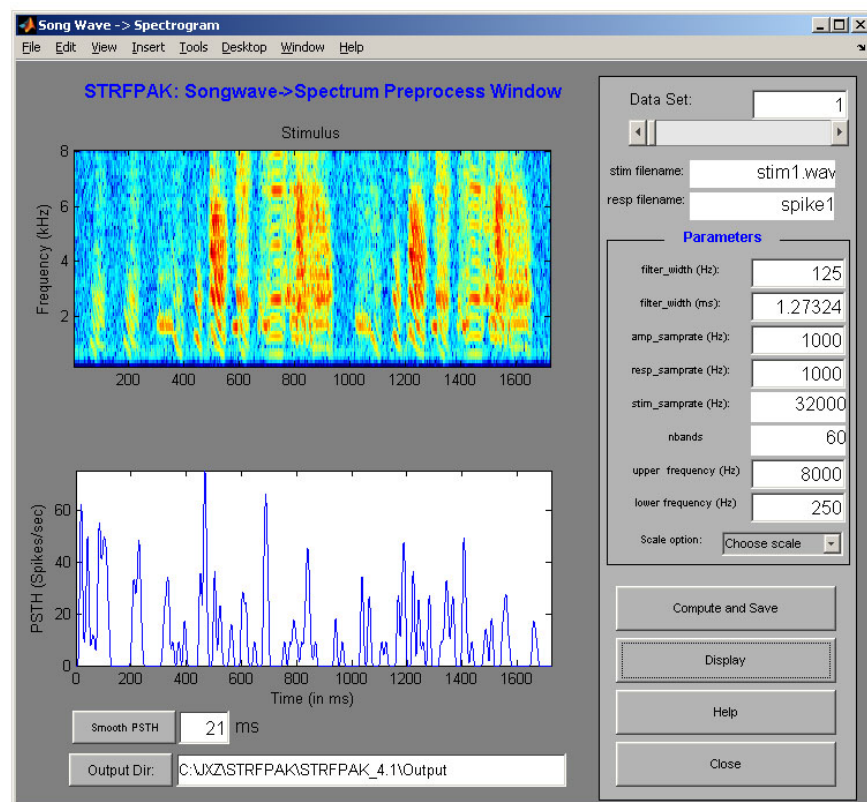 Song Wave -> Spectrogram
File Edit View Insert Tools Desktop Window Help
STRFPAK: Songwave->Spectrum Preprocess Window
Stimulus
Frequency (kHz)
8
6
4
2
200 400 600 800 1000 1200 1400 1600
PSTH (Spikes/sec)
60
40
20
0
0 200 400 600 800 1000 1200 1400 1600
Time (in ms)
Smooth PSTH 21 ms
Output Dir: C:\JXZ\STRFPAK\STRFPAK_4.1\Output
Data Set: 1
stim filename: stim1.wav
resp filename: spike1
Parameters
filter_width (Hz): 125
filter_width (ms): 1.27324
amp_samprate (Hz): 1000
resp_samprate (Hz): 1000
stim_samprate (Hz): 32000
nbands 60
upper frequency (Hz) 8000
lower frequency (Hz) 250
Scale option: Choose scale
Compute and Save
Display
Help
Close